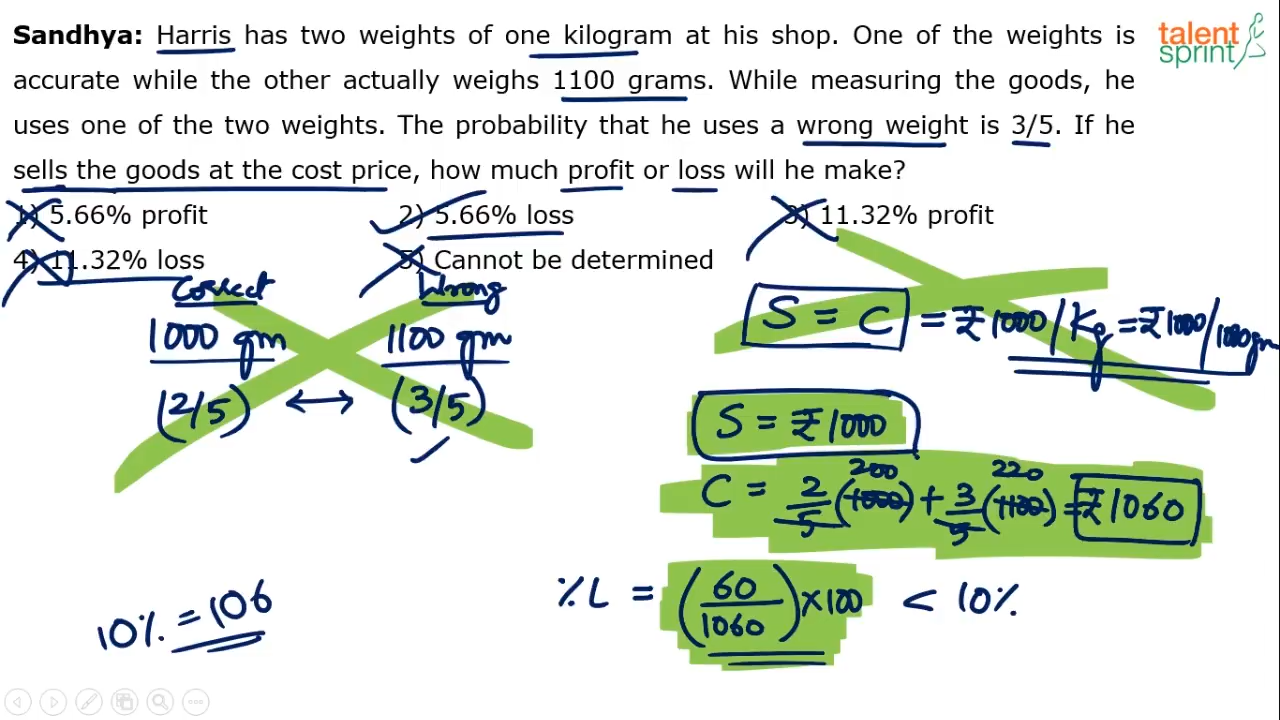 Sandhya: Harris has two weights of one kilogram at his shop. One of the weights is
talent
sprint
accurate while the other actually weighs 1100 grams. While measuring the goods, he
uses one of the two weights. The probability that he uses a wrong weight is 3/5. If he
sells the goods at the cost price, how much profit or loss will he make?
1) 5.66% profit 2) 5.66% loss 3) 11.32% profit
4) 11.32% loss 5) Cannot be determined
Correct Wrong
1000 gm 1100 gm
(2/5) ↔ (3/5)
S = C = ₹1000/Kg = ₹1000/1000gm
S = ₹1000
200 220
C = 2/5 (1000) + 3/5 (1100) = ₹1060
%L = (60/1060) × 100 < 10%
10% = 106